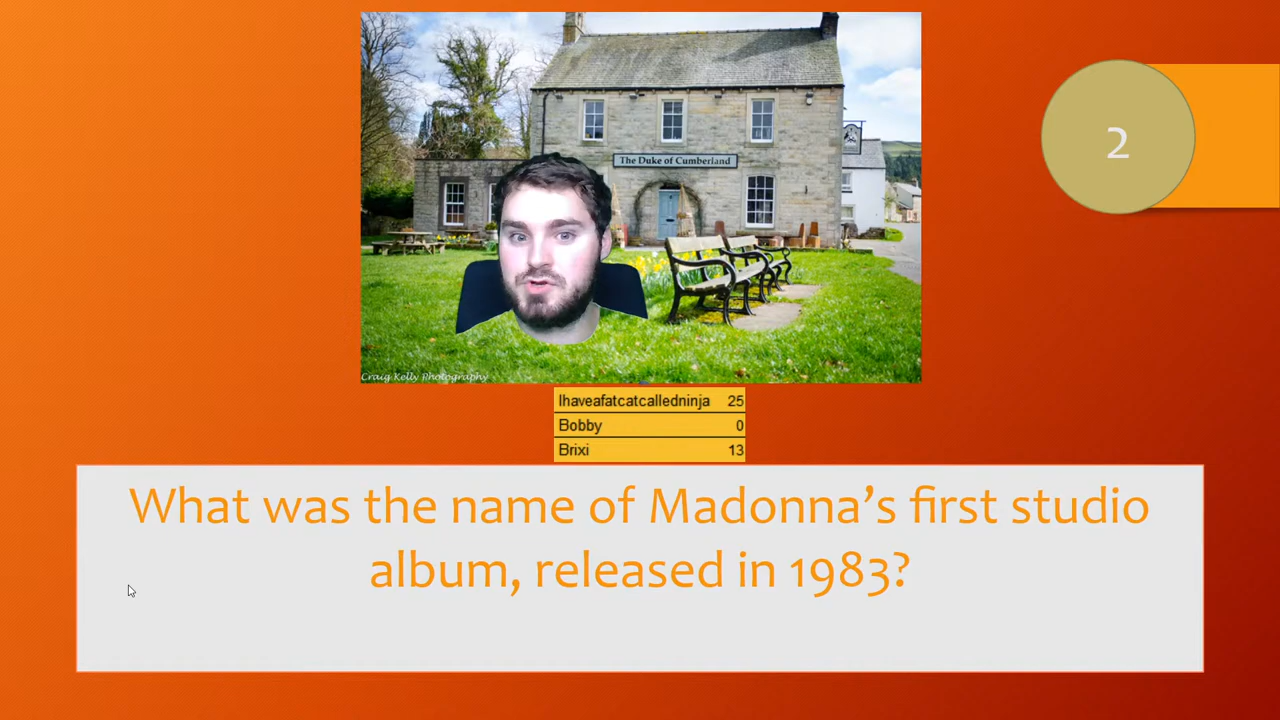 2
The Duke of Cumberland
Craig Kelly Photography
Ihaveafatcatcalledninja 25
Bobby 0
Brixi 13
What was the name of Madonna’s first studio
album, released in 1983?